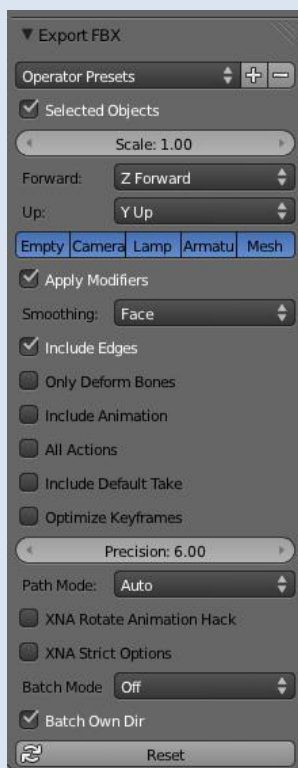 Export FBX
Operator Presets
Selected Objects
Scale: 1.00
Forward: Z Forward
Up: Y Up
Empty Camera Lamp Armatu Mesh
Apply Modifiers
Smoothing: Face
Include Edges
Only Deform Bones
Include Animation
All Actions
Include Default Take
Optimize Keyframes
Precision: 6.00
Path Mode: Auto
XNA Rotate Animation Hack
XNA Strict Options
Batch Mode Off
Batch Own Dir
Reset